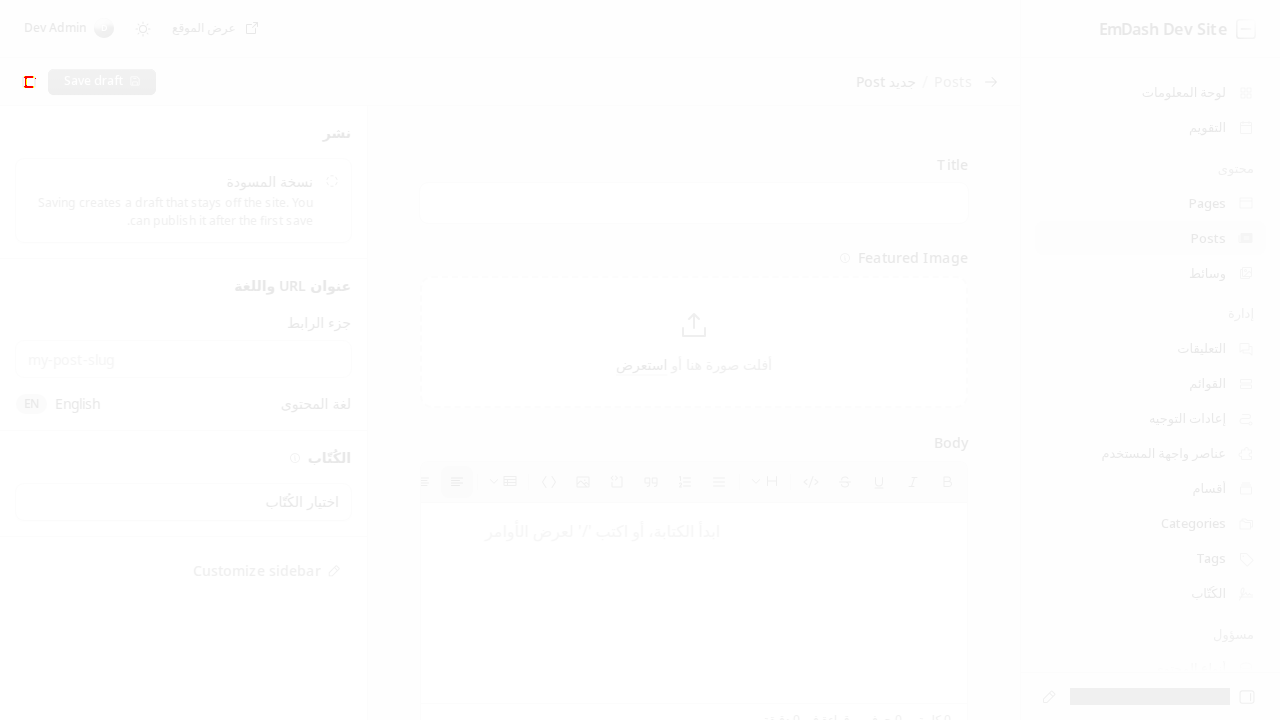 EmDash Dev Site
عرض الموقع
Dev Admin
Posts / جديد Post
Save draft
لوحة المعلومات
التقويم
محتوى
Pages
Posts
وسائط
إدارة
التعليقات
القوائم
إعادات التوجيه
عناصر واجهة المستخدم
أقسام
Categories
Tags
الكُتّاب
مسؤول
Title
Featured Image
أفلت صورة هنا أو استعرض
Body
H
ابدأ الكتابة، أو اكتب '/' لعرض الأوامر
نشر
نسخة المسودة
Saving creates a draft that stays off the site. You
can publish it after the first save.
عنوان URL واللغة
جزء الرابط
my-post-slug
لغة المحتوى
English EN
الكُتّاب
اختيار الكُتّاب
Customize sidebar